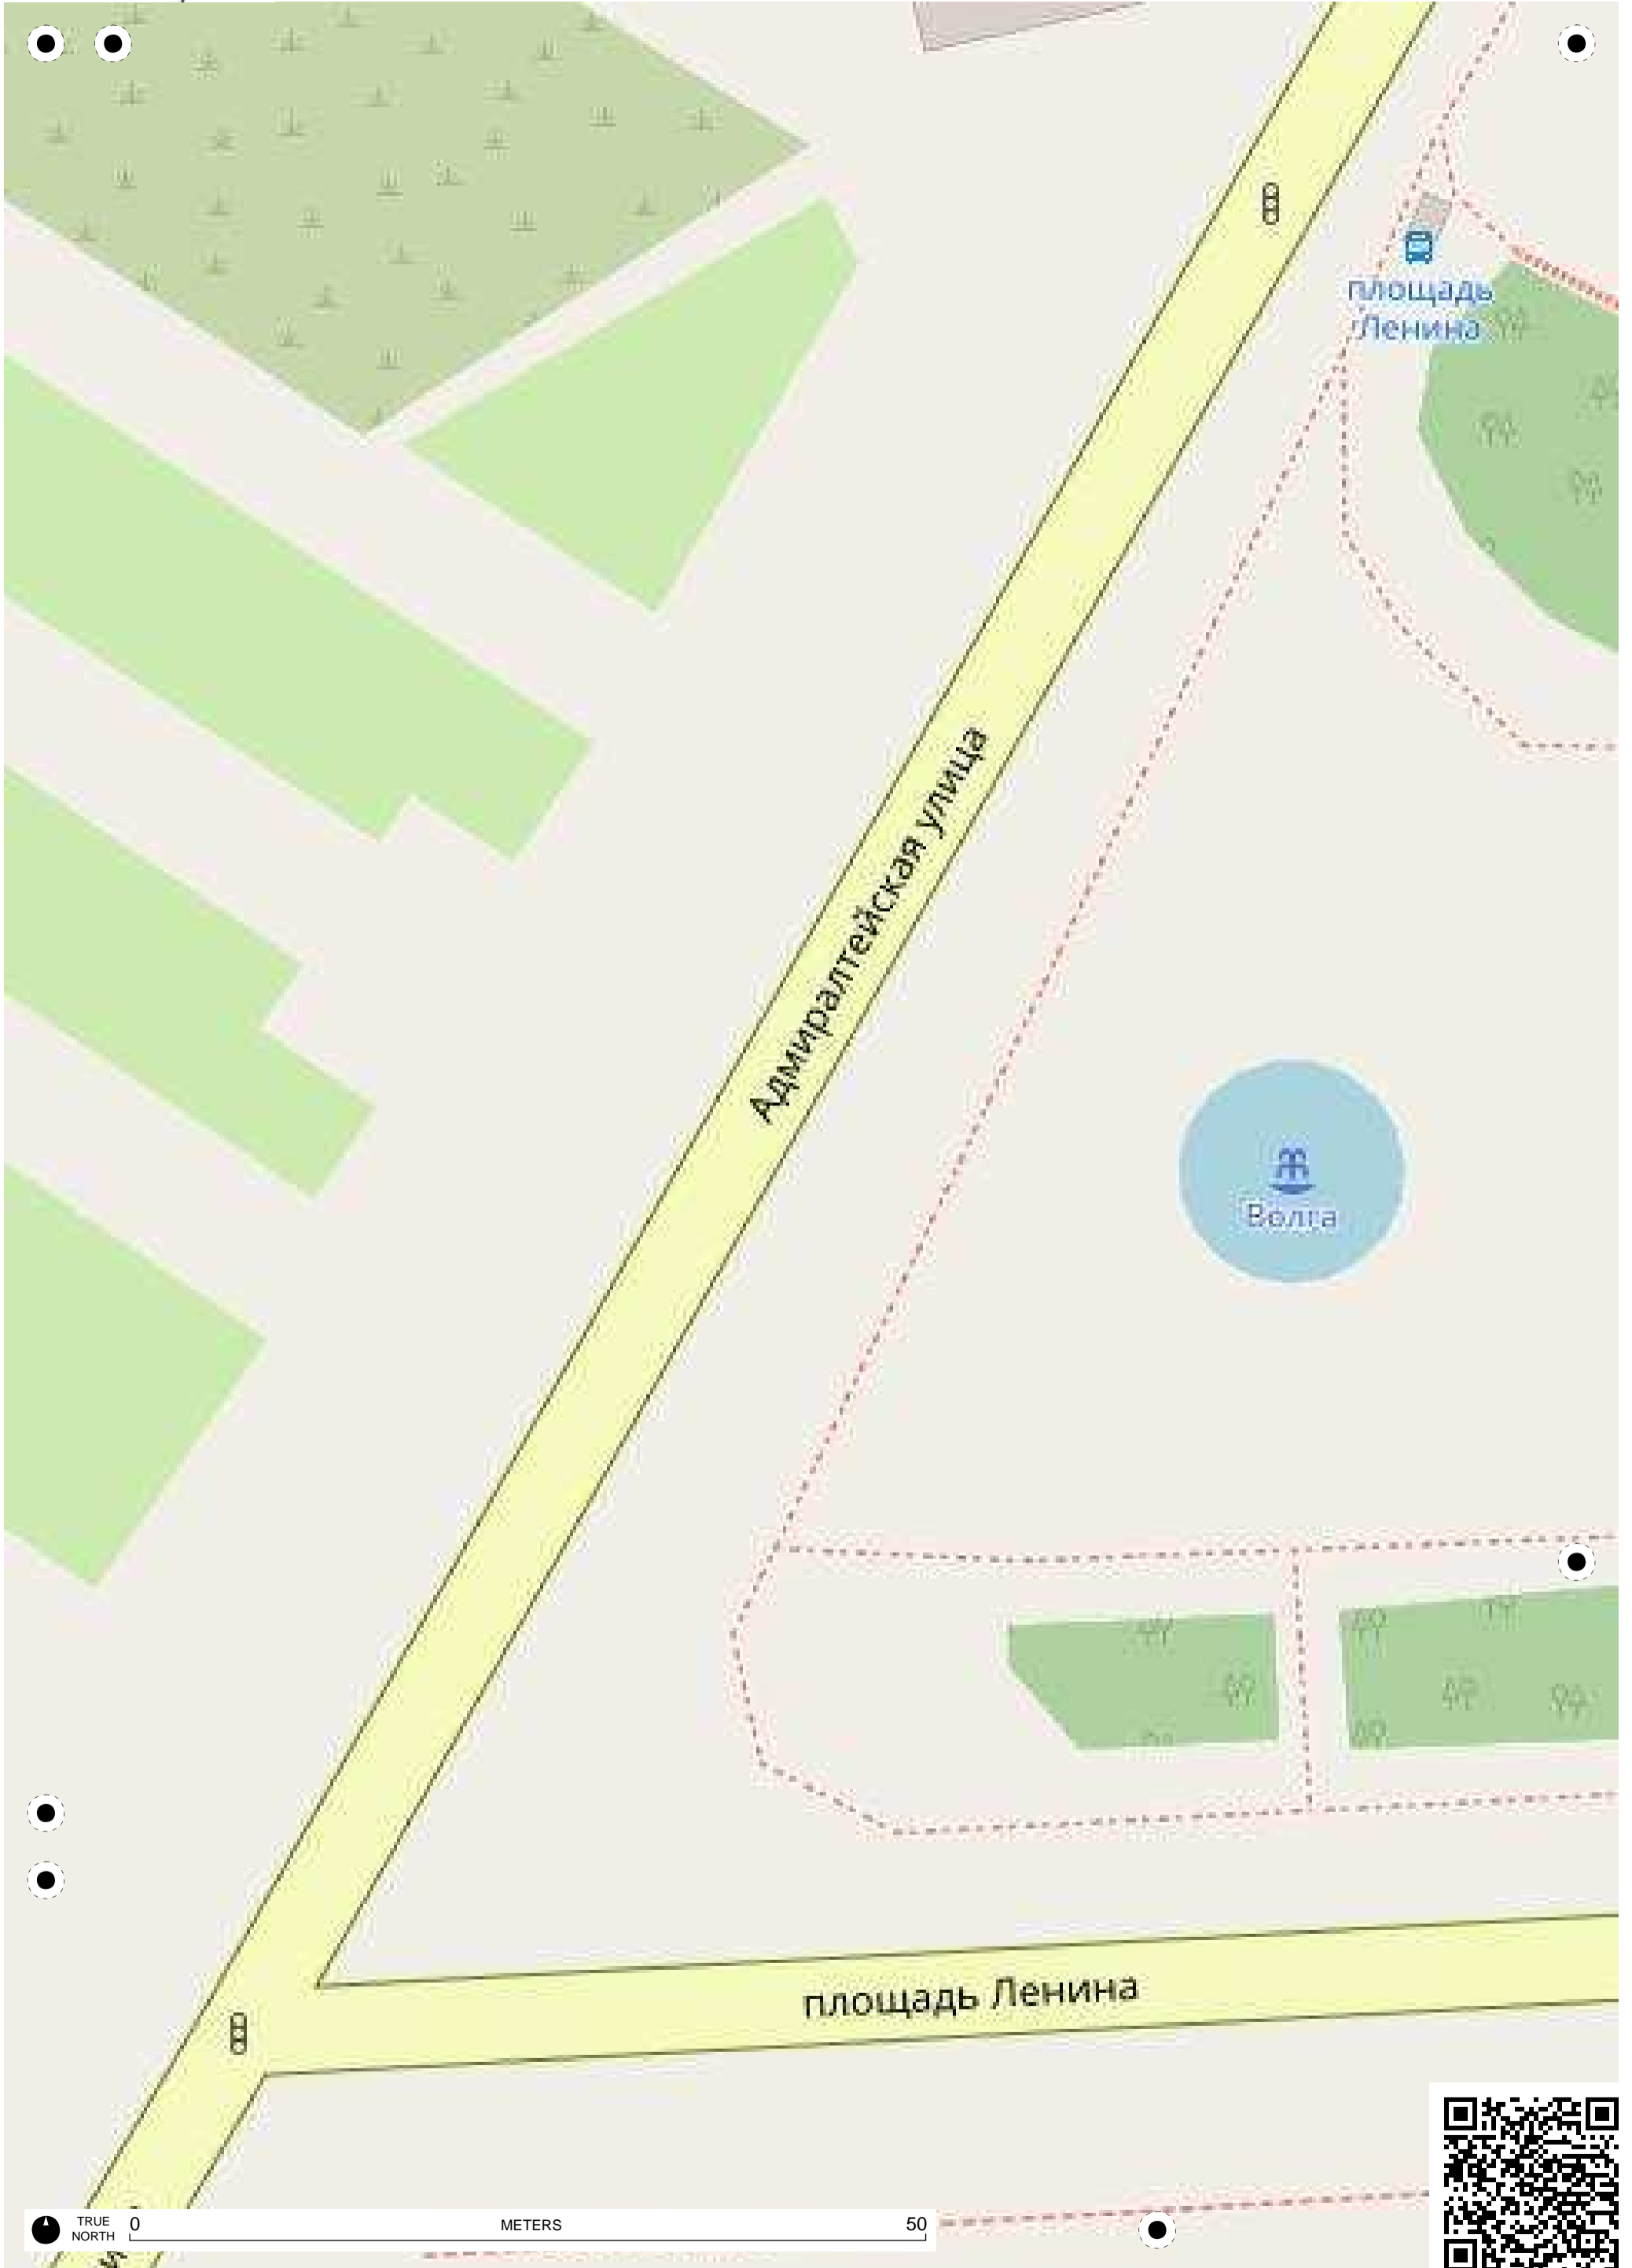 площадь
Ленина
Адмиралтейская улица
Волга
площадь Ленина
TRUE
NORTH
0
METERS
50